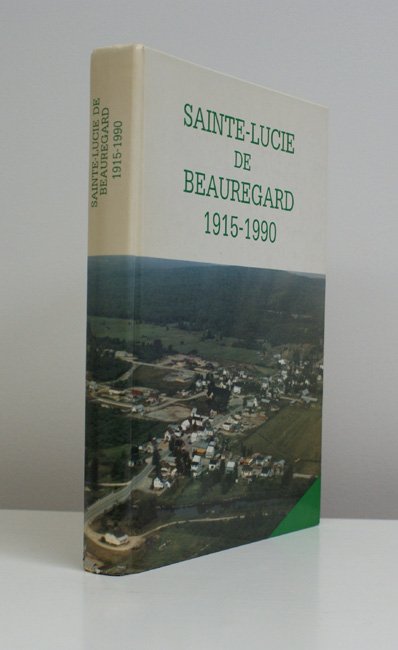 SAINTE-LUCIE DE
BEAUREGARD
1915-1990
SAINTE-LUCIE
DE
BEAUREGARD
1915-1990